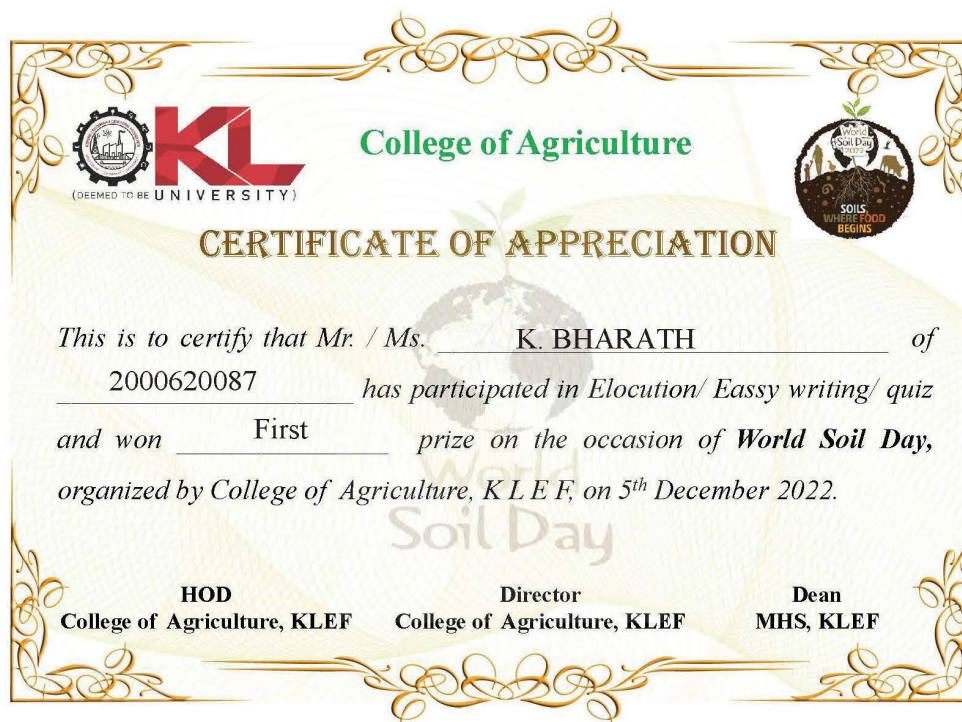 KL
(DEEMED TO BE UNIVERSITY)
College of Agriculture
World
Soil Day
2022
SOILS
WHERE FOOD
BEGINS
CERTIFICATE OF APPRECIATION
This is to certify that Mr. / Ms. K. BHARATH of
2000620087 has participated in Elocution/ Eassy writing/ quiz
and won First prize on the occasion of World Soil Day,
organized by College of Agriculture, K L E F, on 5th December 2022.
World
Soil Day
HOD
College of Agriculture, KLEF
Director
College of Agriculture, KLEF
Dean
MHS, KLEF